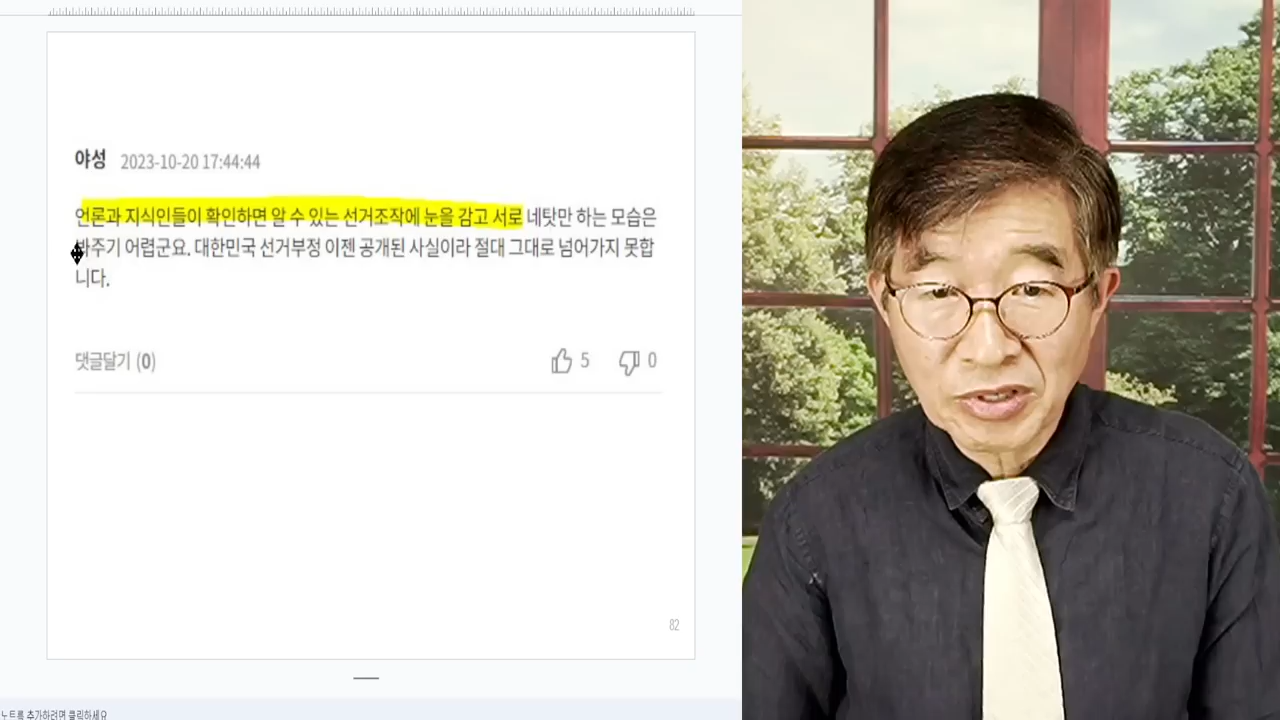 야성 2023-10-20 17:44:44
언론과 지식인들이 확인하면 알 수 있는 선거조작에 눈을 감고 서로 네탓만 하는 모습은
봐주기 어렵군요. 대한민국 선거부정 이젠 공개된 사실이라 절대 그대로 넘어가지 못합
니다.
댓글달기 (0) 5 0
82
노트를 추가하려면 클릭하세요